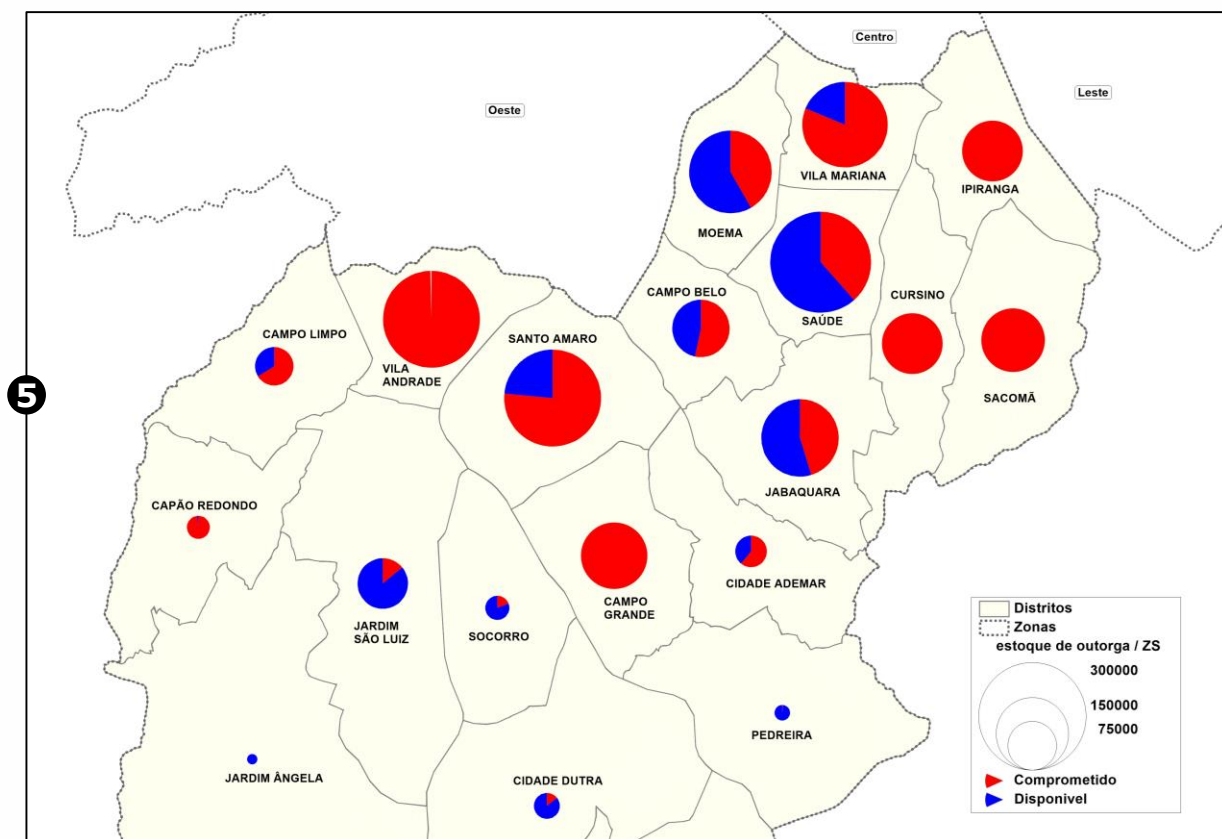 Centro
Leste
Oeste
VILA MARIANA
IPIRANGA
MOEMA
CAMPO BELO
SAÚDE
CURSINO
CAMPO LIMPO
SANTO AMARO
VILA
ANDRADE
5
SACOMÃ
JABAQUARA
CAPÃO REDONDO
CIDADE ADEMAR
CAMPO
GRANDE
JARDIM
SÃO LUIZ
SOCORRO
PEDREIRA
JARDIM ÂNGELA
CIDADE DUTRA
Distritos
Zonas
estoque de outorga / ZS
300000
150000
75000
Comprometido
Disponivel